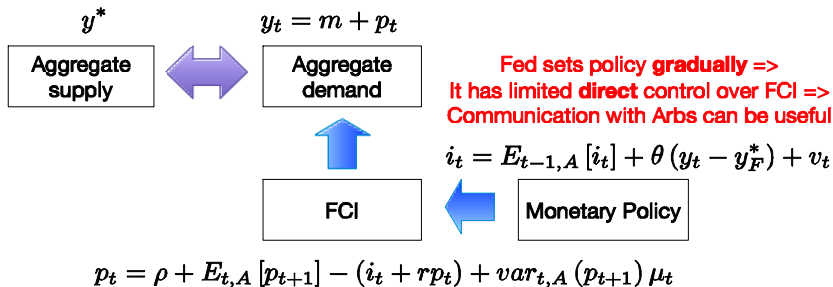 y*
y_t = m + p_t
Aggregate
supply
Aggregate
demand
Fed sets policy gradually =>
It has limited direct control over FCI =>
Communication with Arbs can be useful
i_t = E_{t−1,A} [i_t] + θ (y_t − y*_F) + v_t
FCI
Monetary Policy
p_t = ρ + E_{t,A} [p_{t+1}] − (i_t + rp_t) + var_{t,A} (p_{t+1}) μ_t